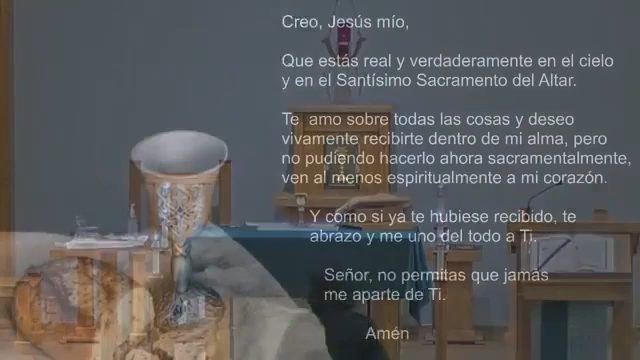 Creo, Jesús mío,
Que estás real y verdaderamente en el cielo
y en el Santísimo Sacramento del Altar.
Te amo sobre todas las cosas y deseo
vivamente recibirte dentro de mi alma, pero
no pudiendo hacerlo ahora sacramentalmente,
ven al menos espiritualmente a mi corazón.
Y como si ya te hubiese recibido, te
abrazo y me uno del todo a Ti.
Señor, no permitas que jamás
me aparte de Ti.
Amén